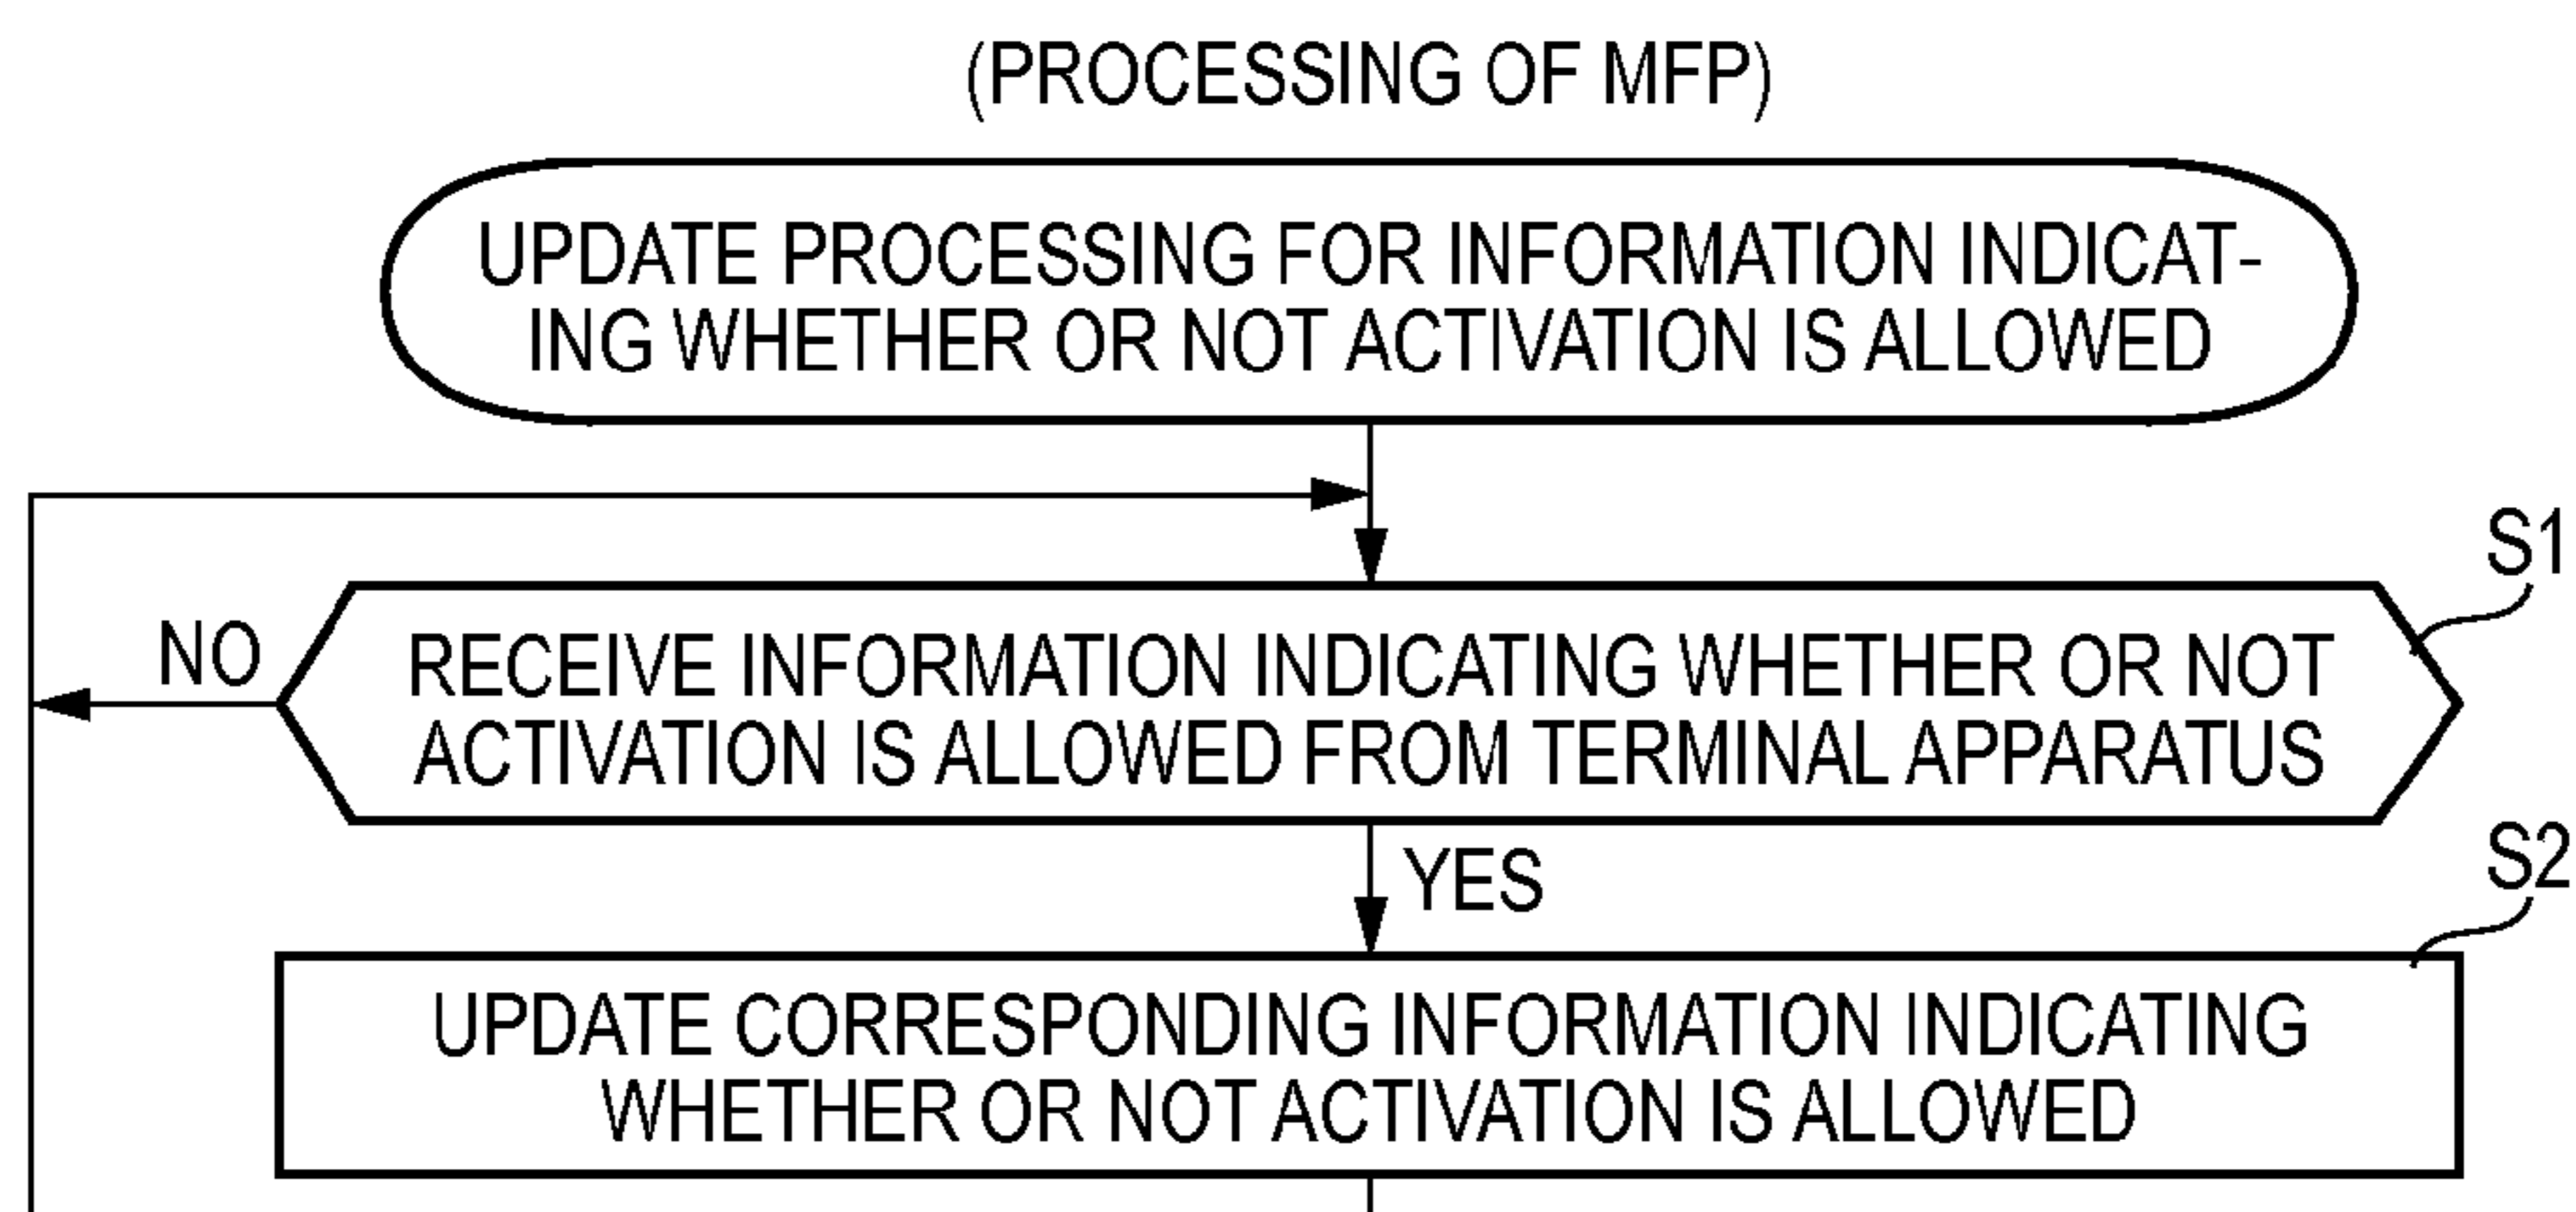 (PROCESSING OF MFP)
UPDATE PROCESSING FOR INFORMATION INDICAT-
ING WHETHER OR NOT ACTIVATION IS ALLOWED
S1
NO
RECEIVE INFORMATION INDICATING WHETHER OR NOT
ACTIVATION IS ALLOWED FROM TERMINAL APPARATUS
YES
S2
UPDATE CORRESPONDING INFORMATION INDICATING
WHETHER OR NOT ACTIVATION IS ALLOWED